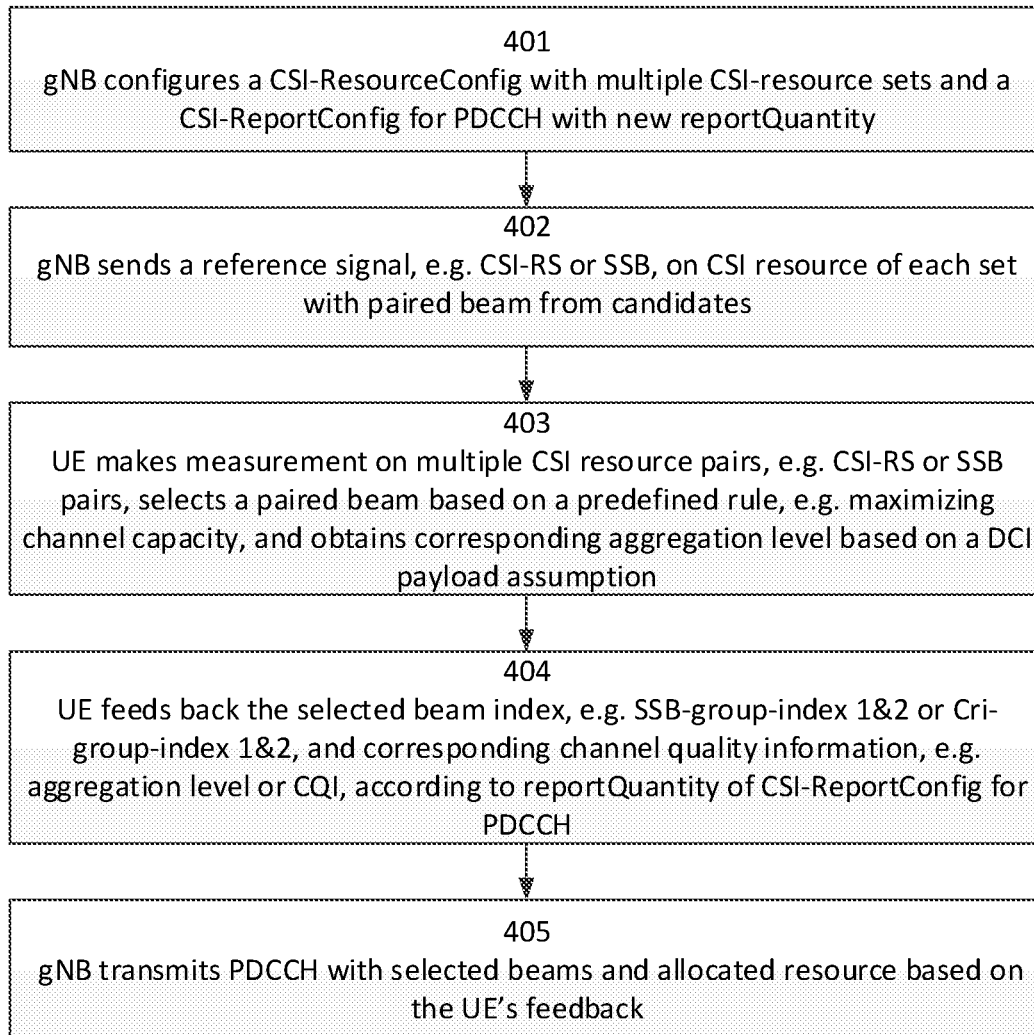 401
gNB configures a CSI-ResourceConfig with multiple CSI-resource sets and a
CSI-ReportConfig for PDCCH with new reportQuantity
402
gNB sends a reference signal, e.g. CSI-RS or SSB, on CSI resource of each set
with paired beam from candidates
403
UE makes measurement on multiple CSI resource pairs, e.g. CSI-RS or SSB
pairs, selects a paired beam based on a predefined rule, e.g. maximizing
channel capacity, and obtains corresponding aggregation level based on a DCI
payload assumption
404
UE feeds back the selected beam index, e.g. SSB-group-index 1&2 or Cri-
group-index 1&2, and corresponding channel quality information, e.g.
aggregation level or CQI, according to reportQuantity of CSI-ReportConfig for
PDCCH
405
gNB transmits PDCCH with selected beams and allocated resource based on
the UE's feedback